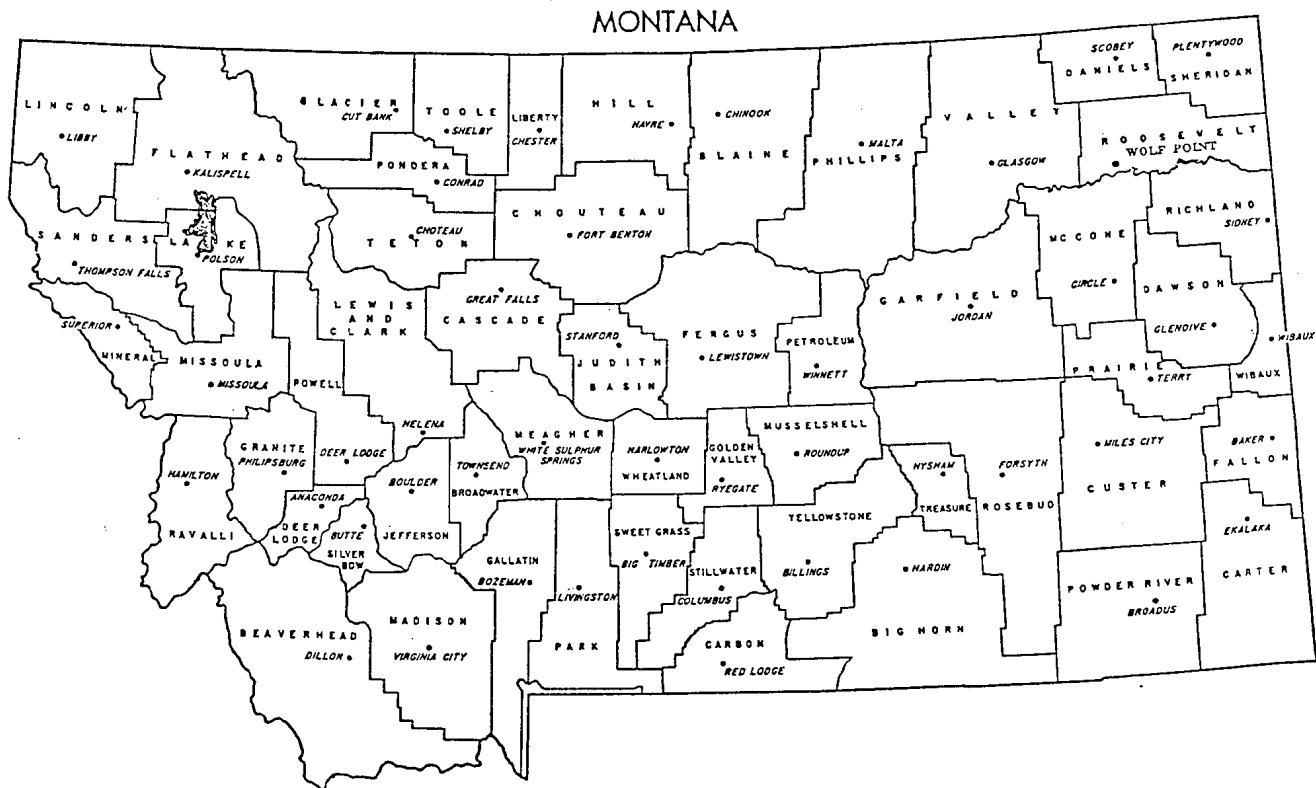 MONTANA
LINCOLN
LIBBY
FLATHEAD
KALISPELL
GLACIER
CUT BANK
TOOLE
SHELBY
LIBERTY
CHESTER
HILL
HAVRE
CHINOOK
BLAINE
MALTA
PHILLIPS
VALLEY
GLASGOW
SCOBEY
DANIELS
PLENTYWOOD
SHERIDAN
ROOSEVELT
WOLF POINT
PONDERA
CONRAD
CHOTEAU
TETON
CHOUTEAU
FORT BENTON
SANDERS
THOMPSON FALLS
LAKE
POLSON
RICHLAND
SIDNEY
MCCONE
CIRCLE
DAWSON
GLENDIVE
WIBAUX
WIBAUX
GARFIELD
JORDAN
PRAIRIE
TERRY
LEWIS
AND
CLARK
HELENA
GREAT FALLS
CASCADE
STANFORD
JUDITH
BASIN
FERGUS
LEWISTOWN
PETROLEUM
WINNETT
SUPERIOR
MINERAL
MISSOULA
MISSOULA
POWELL
DEER LODGE
GRANITE
PHILIPSBURG
HAMILTON
RAVALLI
ANACONDA
DEER
LODGE
BUTTE
SILVER
BOW
BOULDER
JEFFERSON
TOWNSEND
BROADWATER
MEAGHER
WHITE SULPHUR
SPRINGS
HARLOWTON
WHEATLAND
GOLDEN
VALLEY
RYEGATE
MUSSELSHELL
ROUNDUP
HYSHAM
TREASURE
FORSYTH
ROSEBUD
MILES CITY
CUSTER
BAKER
FALLON
EKALAKA
CARTER
POWDER RIVER
BROADUS
YELLOWSTONE
BILLINGS
HARDIN
BIG HORN
SWEET GRASS
BIG TIMBER
STILLWATER
COLUMBUS
CARBON
RED LODGE
GALLATIN
BOZEMAN
LIVINGSTON
PARK
MADISON
VIRGINIA CITY
BEAVERHEAD
DILLON